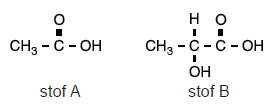 O
CH₃ - C - OH
stof A
H O
CH₃ - C - C - OH
OH
stof B